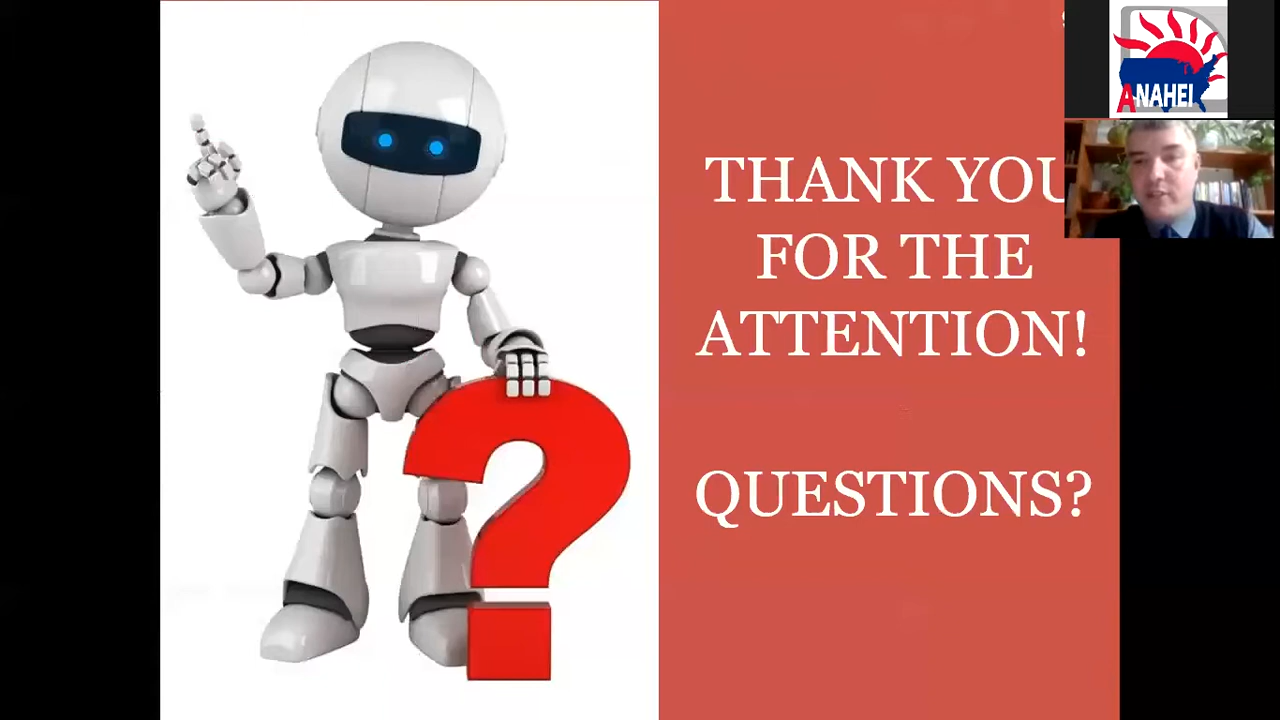 THANK YOU
FOR THE
ATTENTION!
QUESTIONS?
ANAHEI